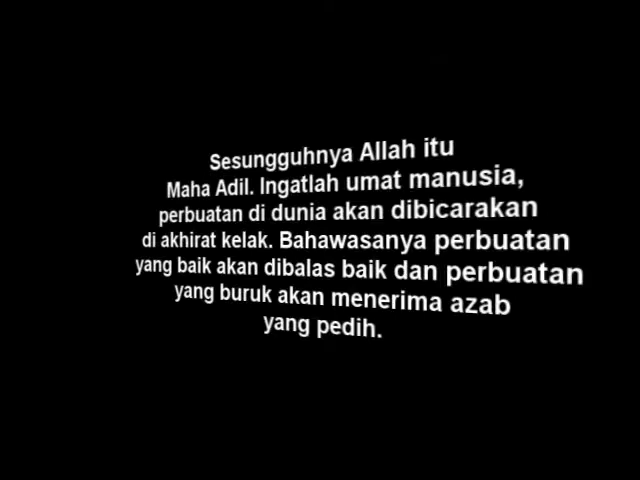 Sesungguhnya Allah itu
Maha Adil. Ingatlah umat manusia,
perbuatan di dunia akan dibicarakan
di akhirat kelak. Bahawasanya perbuatan
yang baik akan dibalas baik dan perbuatan
yang buruk akan menerima azab
yang pedih.